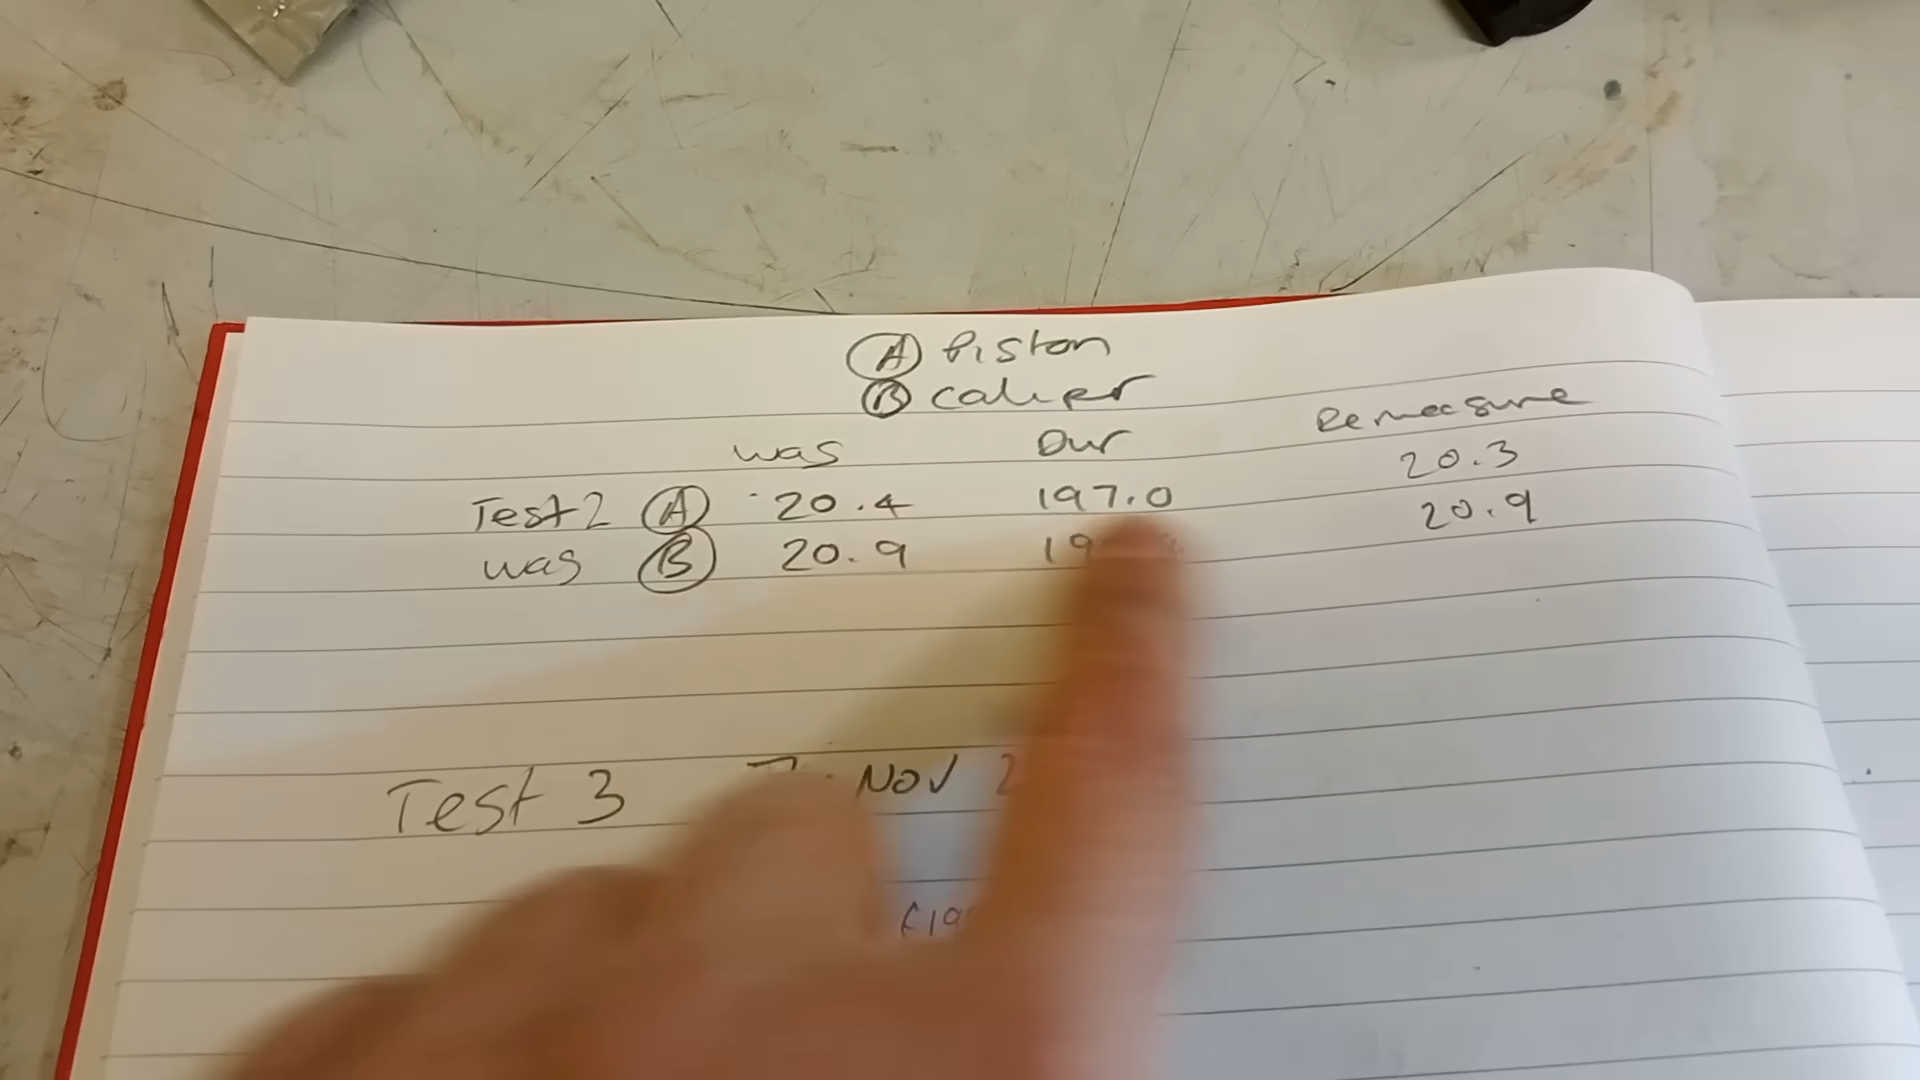 A Piston
B caliper
was Our Remeasure
Test 2 A 20.4 197.0 20.3
was B 20.9 20.9
Test 3 Nov